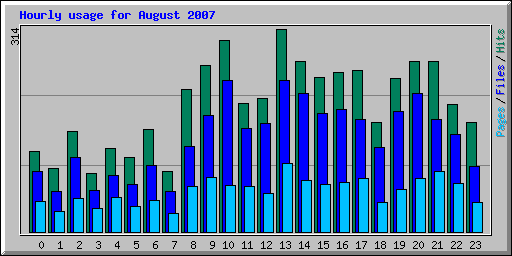 Hourly usage for August 2007
314
Pages/Files/Hits
0 1 2 3 4 5 6 7 8 9 10 11 12 13 14 15 16 17 18 19 20 21 22 23